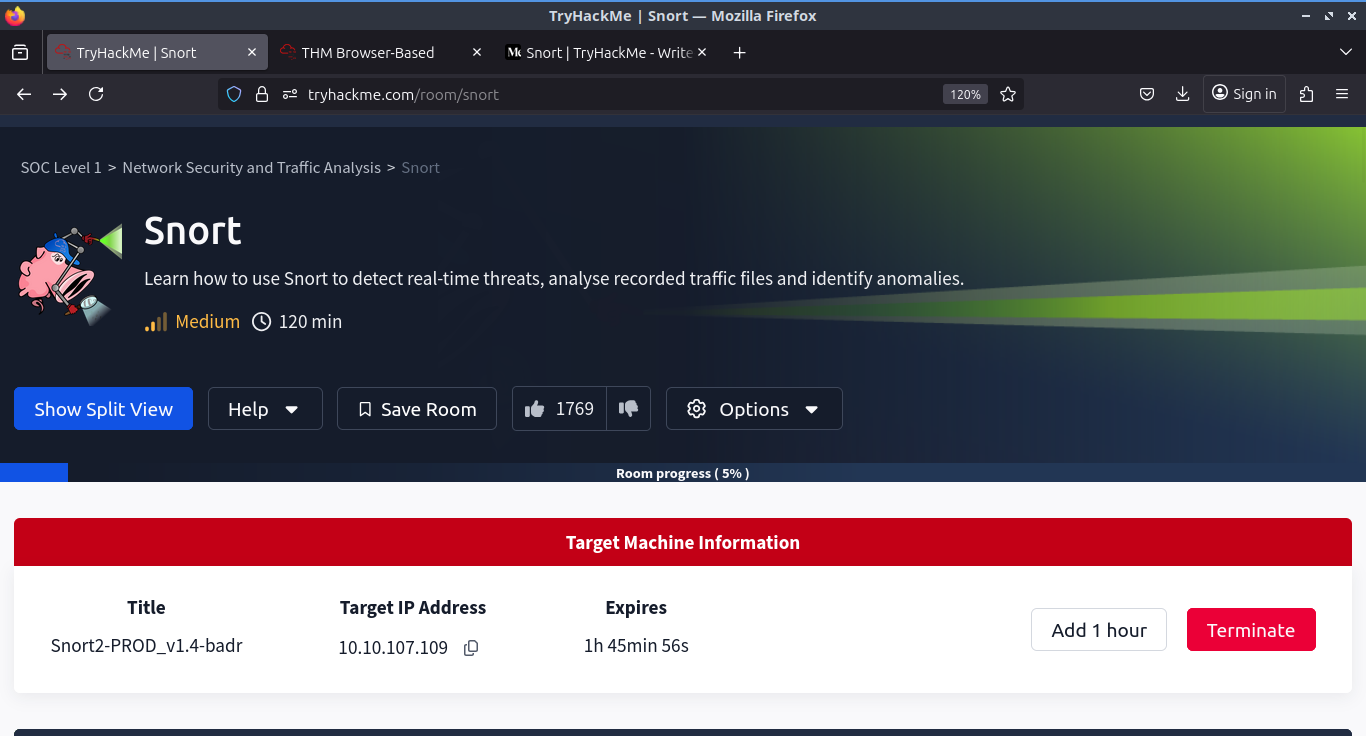 TryHackMe | Snort — Mozilla Firefox
TryHackMe | Snort
THM Browser-Based
Snort | TryHackMe - Write
tryhackme.com/room/snort
120%
Sign in
SOC Level 1 > Network Security and Traffic Analysis > Snort
Snort
Learn how to use Snort to detect real-time threats, analyse recorded traffic files and identify anomalies.
Medium 120 min
Show Split View
Help
Save Room
1769
Options
Room progress ( 5% )
Target Machine Information
Title Target IP Address Expires
Snort2-PROD_v1.4-badr 10.10.107.109 1h 45min 56s
Add 1 hour
Terminate